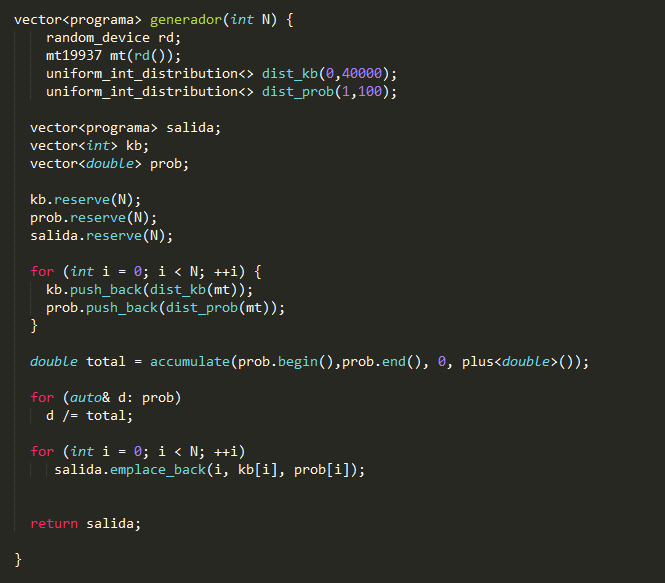 vector<programa> generador(int N) {
    random_device rd;
    mt19937 mt(rd());
    uniform_int_distribution<> dist_kb(0,40000);
    uniform_int_distribution<> dist_prob(1,100);

  vector<programa> salida;
  vector<int> kb;
  vector<double> prob;

  kb.reserve(N);
  prob.reserve(N);
  salida.reserve(N);

  for (int i = 0; i < N; ++i) {
    kb.push_back(dist_kb(mt));
    prob.push_back(dist_prob(mt));
  }

  double total = accumulate(prob.begin(),prob.end(), 0, plus<double>());

  for (auto& d: prob)
    d /= total;

  for (int i = 0; i < N; ++i)
     salida.emplace_back(i, kb[i], prob[i]);


  return salida;

}